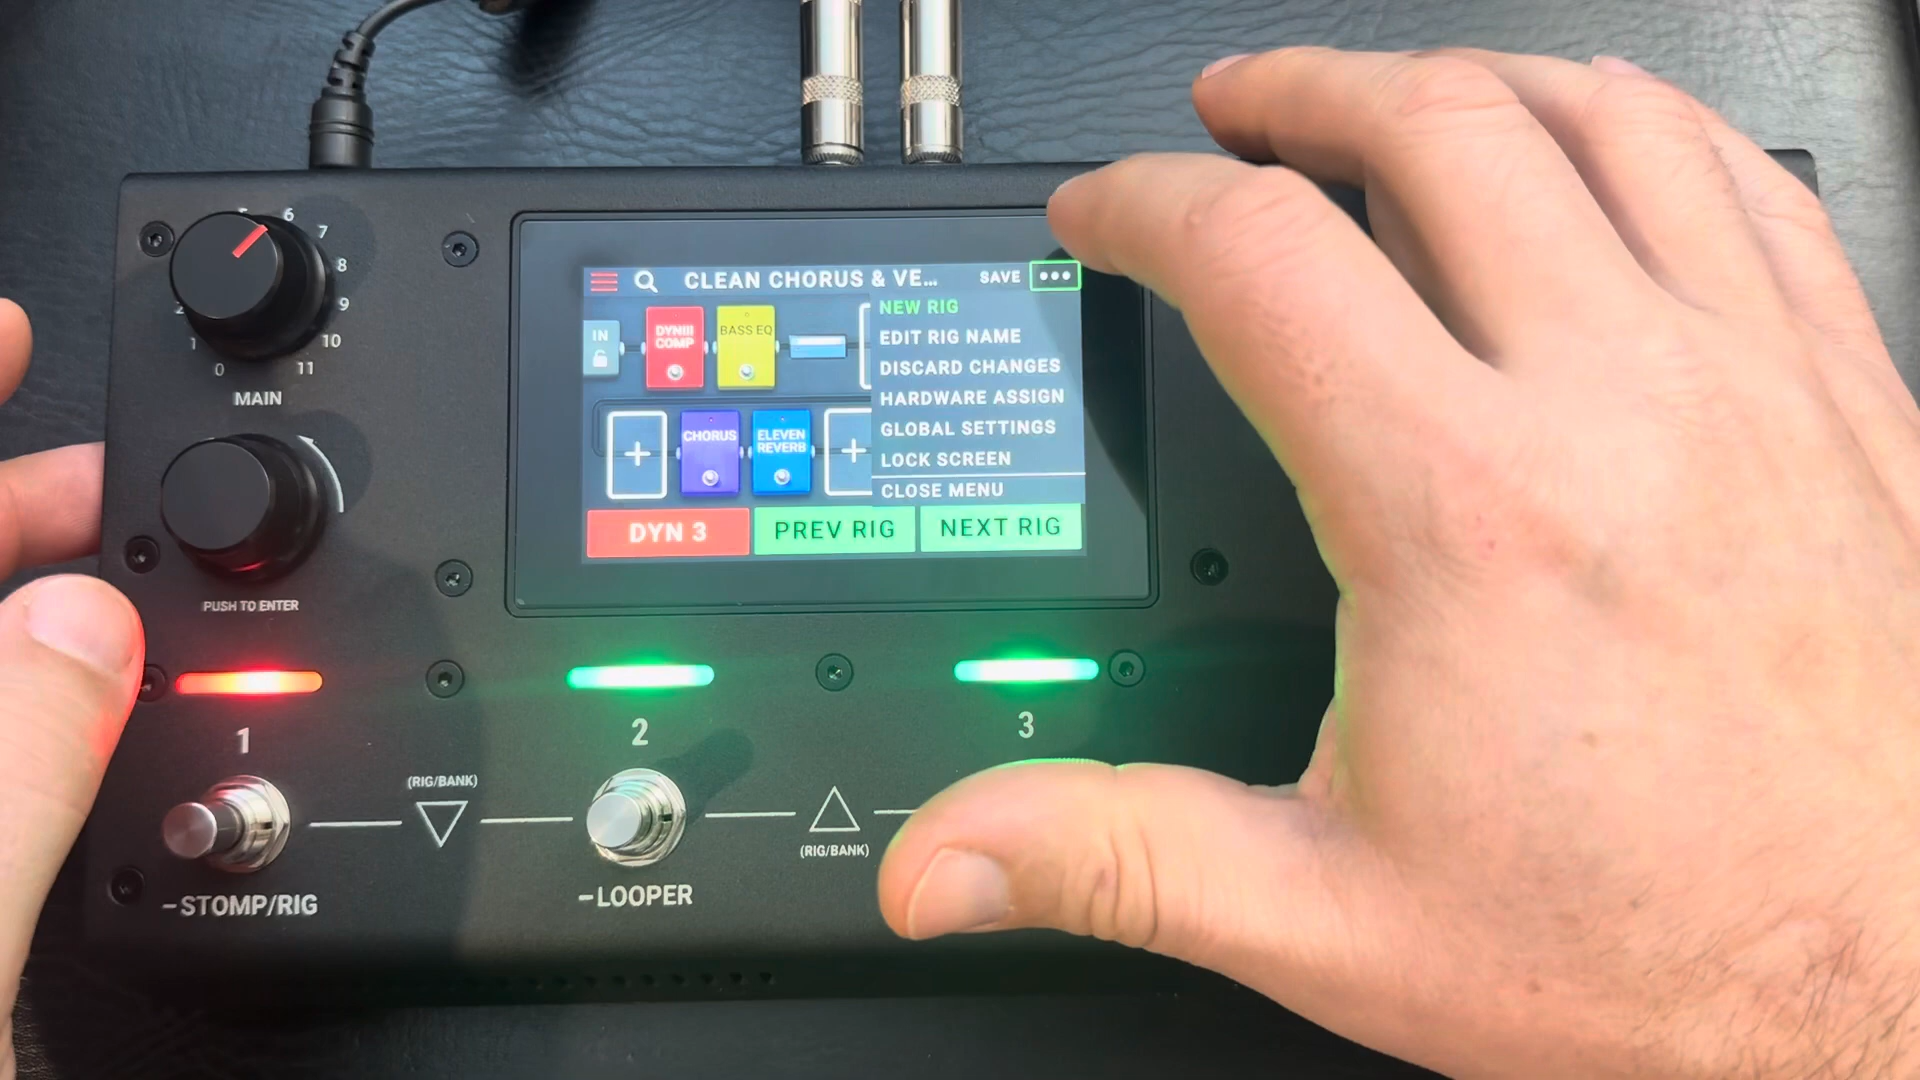 5
6
7
8
9
10
11
0
1
2
MAIN
PUSH TO ENTER
CLEAN CHORUS & VE...
SAVE
NEW RIG
EDIT RIG NAME
DISCARD CHANGES
HARDWARE ASSIGN
GLOBAL SETTINGS
LOCK SCREEN
CLOSE MENU
IN
DYNIII
COMP
BASS EQ
CHORUS
ELEVEN
REVERB
DYN 3
PREV RIG
NEXT RIG
1
2
3
(RIG/BANK)
(RIG/BANK)
–STOMP/RIG
–LOOPER